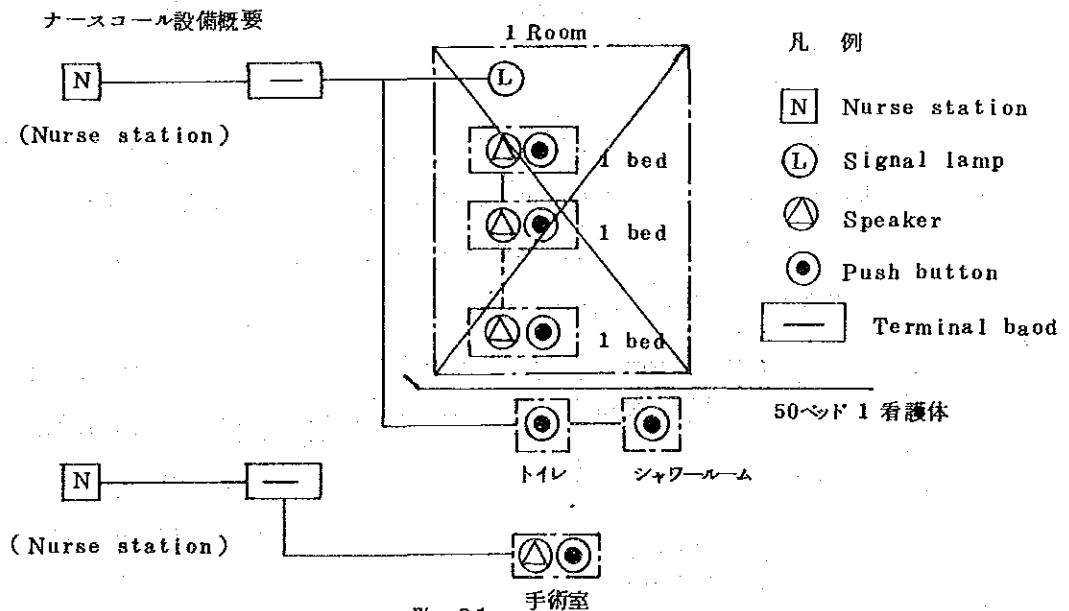 ナースコール設備概要
1 Room
凡 例
N
L
N Nurse station
(Nurse station)
1 bed
L Signal lamp
Speaker
1 bed
Push button
1 bed
Terminal baod
50ベッド 1 看護体
トイレ
シャワールーム
N
(Nurse station)
手術室